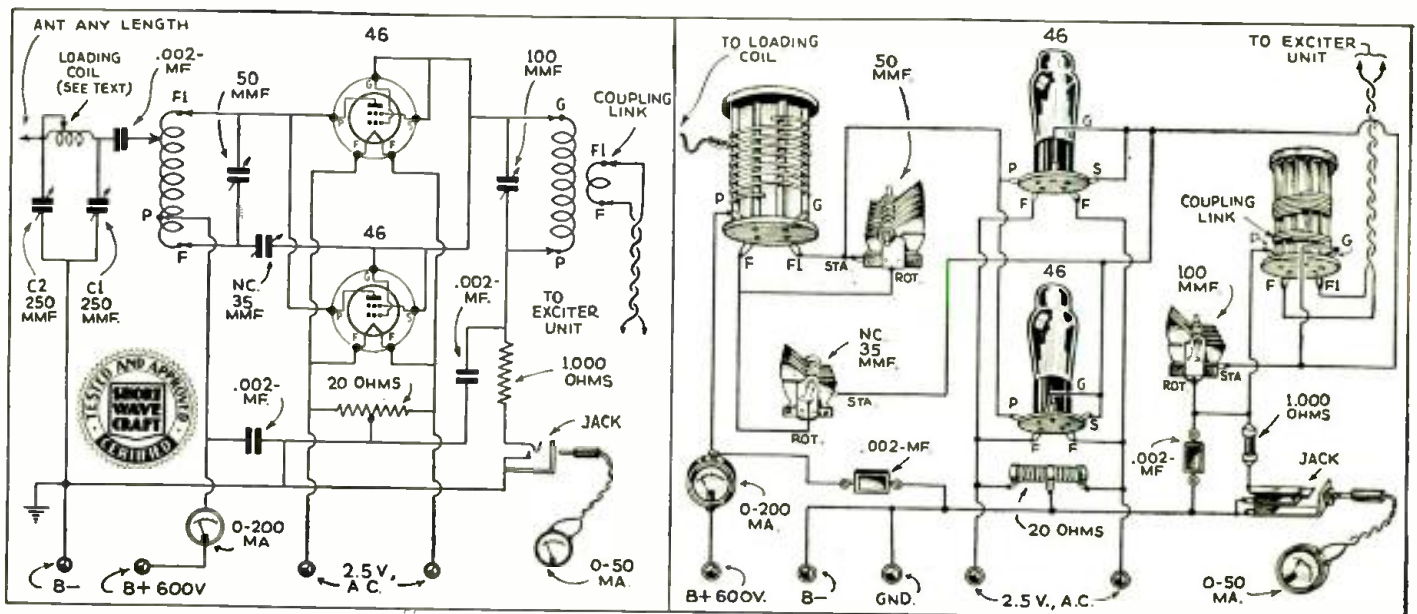 ANT ANY LENGTH
LOADING
COIL
(SEE TEXT)
.002-
MF.
50
MMF
F1
P
F
C2
250
MMF
C1
250
MMF.
NC.
35
MMF
46
G
P
S
F
F
46
G
P
S
F
F
100
MMF
G
P
COUPLING
LINK
F1
F
TO
EXCITER
UNIT
.002-
MF.
1,000
OHMS
20 OHMS
.002-
MF.
JACK
TESTED AND APPROVED
SHORT
WAVE
CRAFT
CERTIFIED
0-200
MA
B-
B+ 600V
2.5 V.,
A.C.
0-50
MA.
TO LOADING
COIL
50
MMF.
46
TO EXCITER
UNIT
G
P
S
F
F
P
G
F
F1
STA
ROT.
COUPLING
LINK
P
G
F
F1
100
MMF.
ROT
STA
46
G
P
S
F
F
NC
35
MMF.
STA.
ROT.
1,000
OHMS
.002-MF.
.002-
MF
JACK
0-200
MA.
20 OHMS
0-50
MA.
B+ 600V.
B-
GND.
2.5 V., A.C.